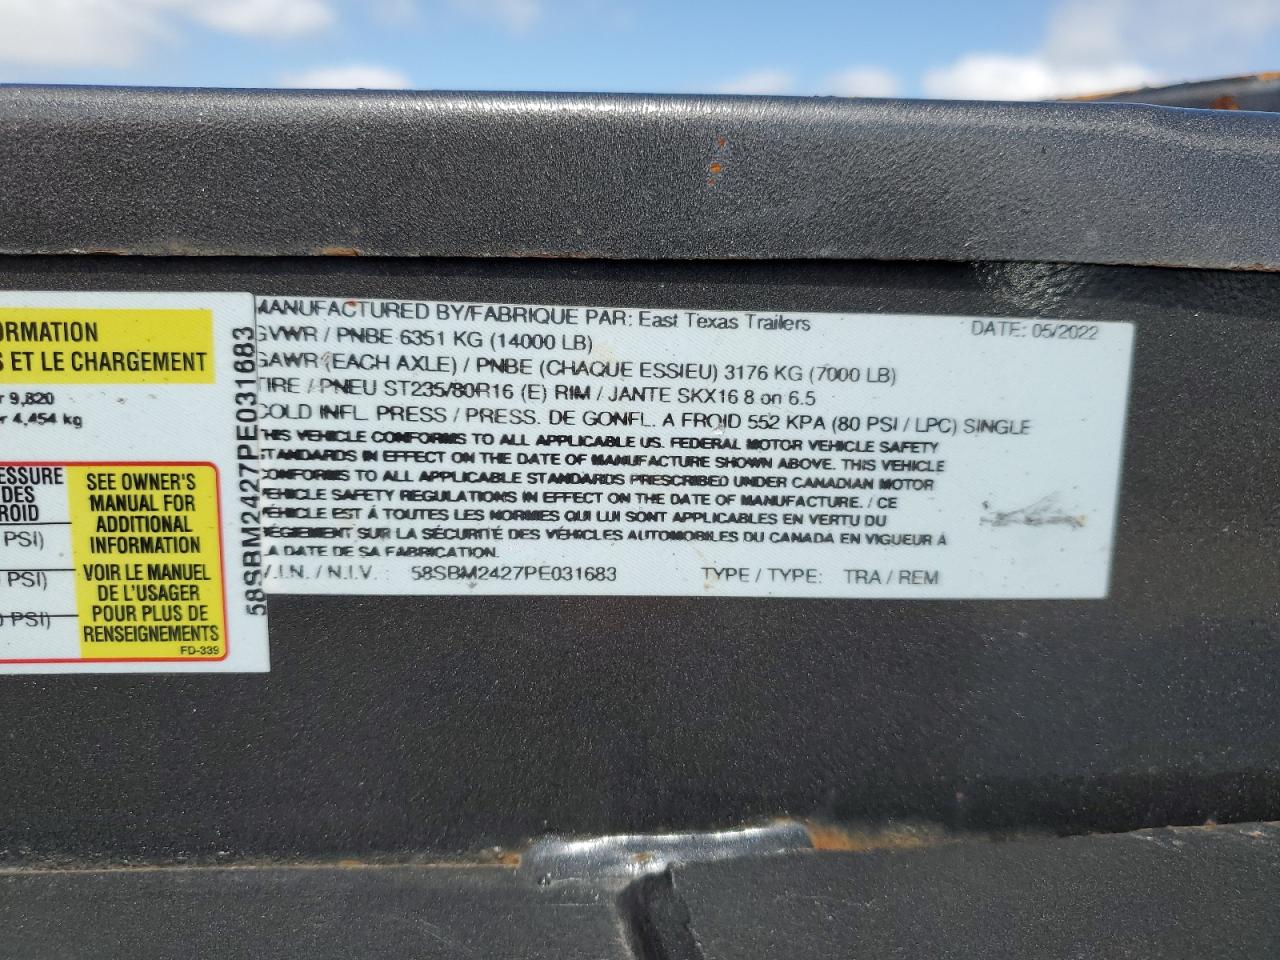 ORMATION
S ET LE CHARGEMENT
r 9,820
r 4,454 kg
ESSURE
DES
ROID
PSI)
PSI)
PSI)
SEE OWNER'S
MANUAL FOR
ADDITIONAL
INFORMATION
VOIR LE MANUEL
DE L'USAGER
POUR PLUS DE
RENSEIGNEMENTS
FD-339
58SBM2427PE031683
MANUFACTURED BY/FABRIQUE PAR: East Texas Trailers DATE: 05/2022
GVWR / PNBE 6351 KG (14000 LB)
GAWR (EACH AXLE) / PNBE (CHAQUE ESSIEU) 3176 KG (7000 LB)
TIRE / PNEU ST235/80R16 (E) RIM / JANTE SKX16 8 on 6.5
COLD INFL. PRESS / PRESS. DE GONFL. A FROID 552 KPA (80 PSI / LPC) SINGLE
THIS VEHICLE CONFORMS TO ALL APPLICABLE US. FEDERAL MOTOR VEHICLE SAFETY
STANDARDS IN EFFECT ON THE DATE OF MANUFACTURE SHOWN ABOVE. THIS VEHICLE
CONFORMS TO ALL APPLICABLE STANDARDS PRESCRIBED UNDER CANADIAN MOTOR
VEHICLE SAFETY REGULATIONS IN EFFECT ON THE DATE OF MANUFACTURE. / CE
VÉHICLE EST À TOUTES LES NORMES QUI LUI SONT APPLICABLES EN VERTU DU
RÉGIEMENT SUR LA SÉCURITÉ DES VÉHICLES AUTOMOBILES DU CANADA EN VIGUEUR À
LA DATE DE SA FABRICATION.
V.I.N. / N.I.V. 58SBM2427PE031683 TYPE / TYPE: TRA / REM